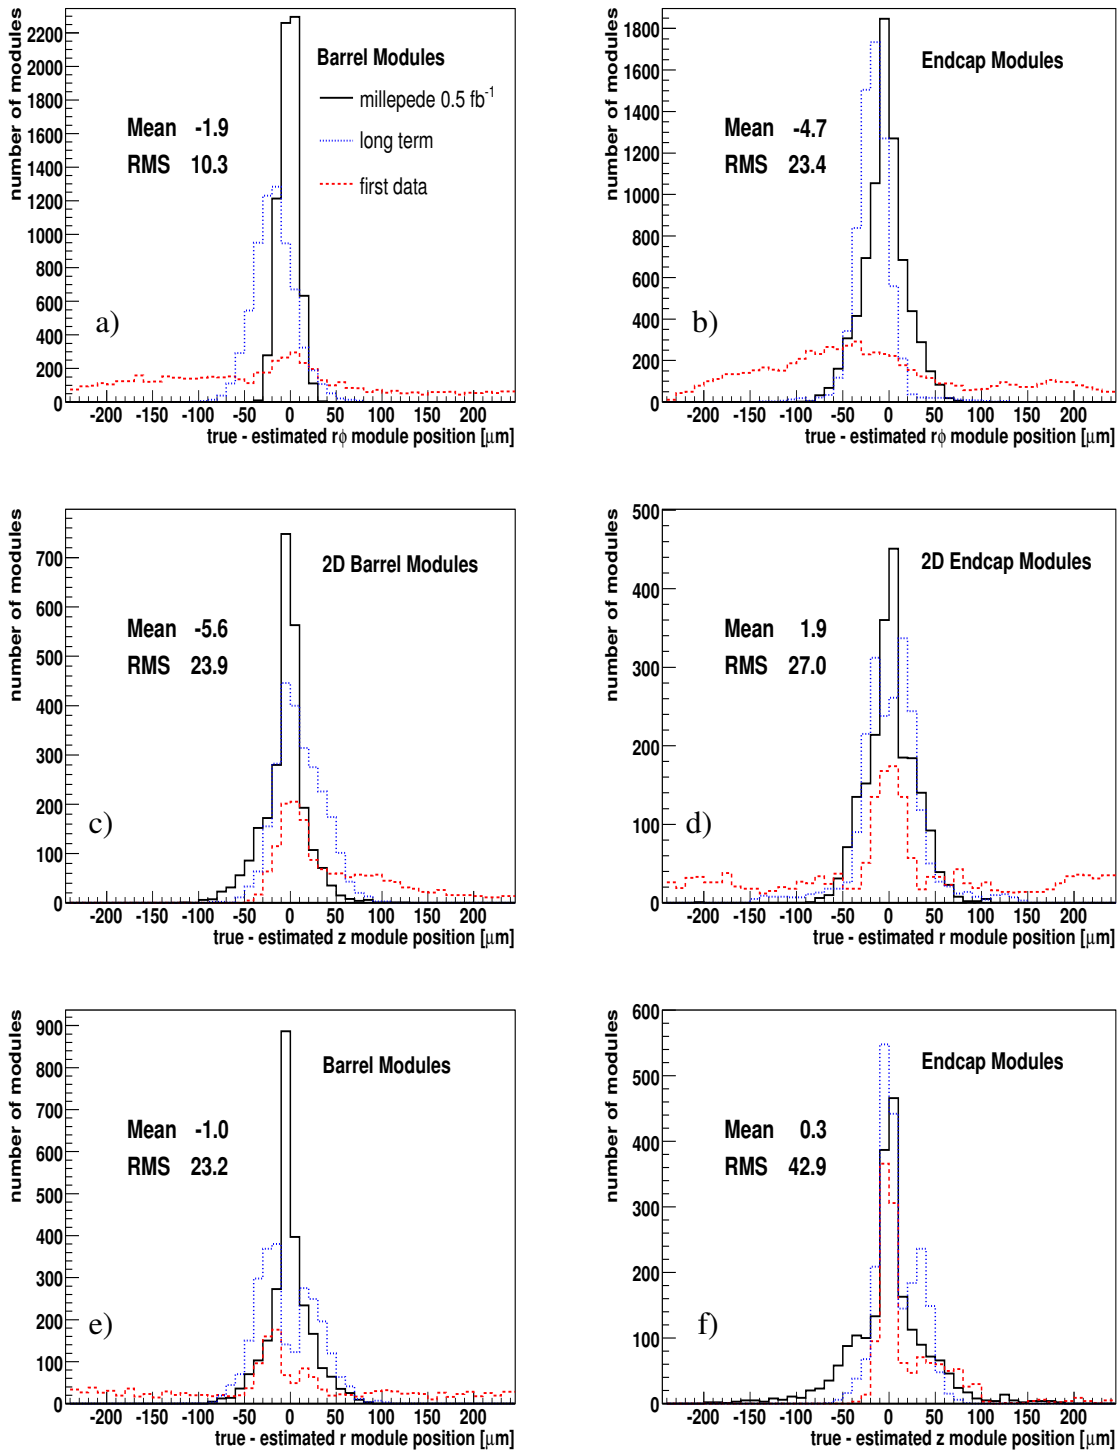 number of modules
2200
2000
1800
1600
1400
1200
1000
800
600
400
200
0
Barrel Modules
millepede 0.5 fb⁻¹
long term
first data
Mean -1.9
RMS 10.3
a)
-200 -150 -100 -50 0 50 100 150 200
true - estimated rϕ module position [μm]
number of modules
1800
1600
1400
1200
1000
800
600
400
200
0
Endcap Modules
Mean -4.7
RMS 23.4
b)
-200 -150 -100 -50 0 50 100 150 200
true - estimated rϕ module position [μm]
number of modules
700
600
500
400
300
200
100
0
2D Barrel Modules
Mean -5.6
RMS 23.9
c)
-200 -150 -100 -50 0 50 100 150 200
true - estimated z module position [μm]
number of modules
500
450
400
350
300
250
200
150
100
50
0
2D Endcap Modules
Mean 1.9
RMS 27.0
d)
-200 -150 -100 -50 0 50 100 150 200
true - estimated r module position [μm]
number of modules
900
800
700
600
500
400
300
200
100
0
Barrel Modules
Mean -1.0
RMS 23.2
e)
-200 -150 -100 -50 0 50 100 150 200
true - estimated r module position [μm]
number of modules
600
500
400
300
200
100
0
Endcap Modules
Mean 0.3
RMS 42.9
f)
-200 -150 -100 -50 0 50 100 150 200
true - estimated z module position [μm]